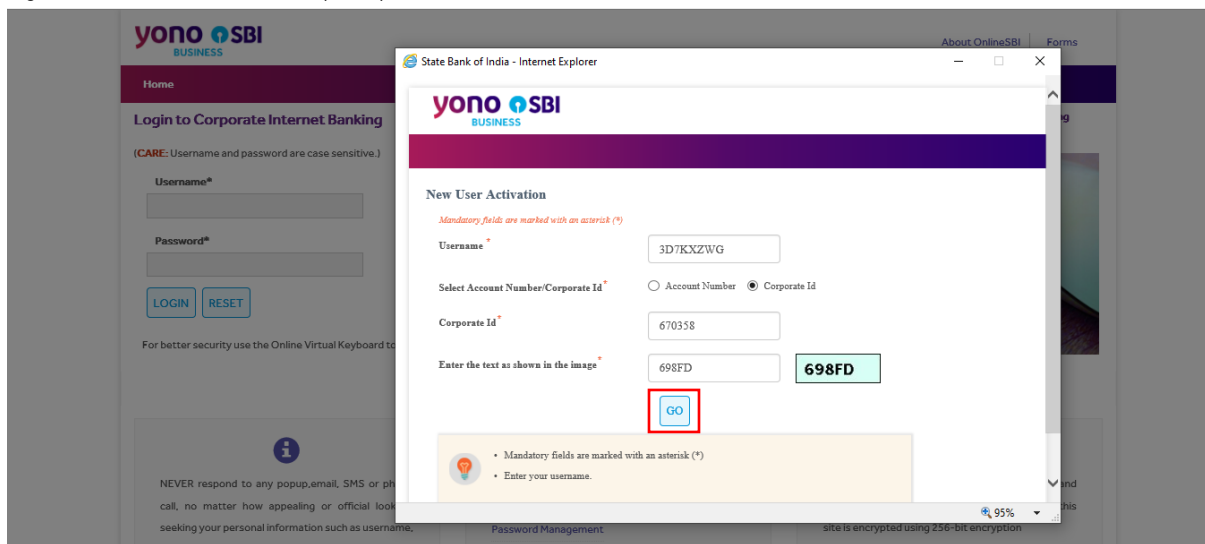 yono SBI
BUSINESS
About OnlineSBI
Forms
Home
Login to Corporate Internet Banking
(CARE: Username and password are case sensitive.)
Username*
Password*
LOGIN
RESET
For better security use the Online Virtual Keyboard to
NEVER respond to any popup,email, SMS or ph
call, no matter how appealing or official look
seeking your personal information such as username,
Password Management
site is encrypted using 256-bit encryption
State Bank of India - Internet Explorer
yono SBI
BUSINESS
New User Activation
Mandatory fields are marked with an asterisk (*)
Username *
3D7KXZWG
Select Account Number/Corporate Id *
Account Number
Corporate Id
Corporate Id *
670358
Enter the text as shown in the image *
698FD
698FD
GO
• Mandatory fields are marked with an asterisk (*)
• Enter your username.
95%